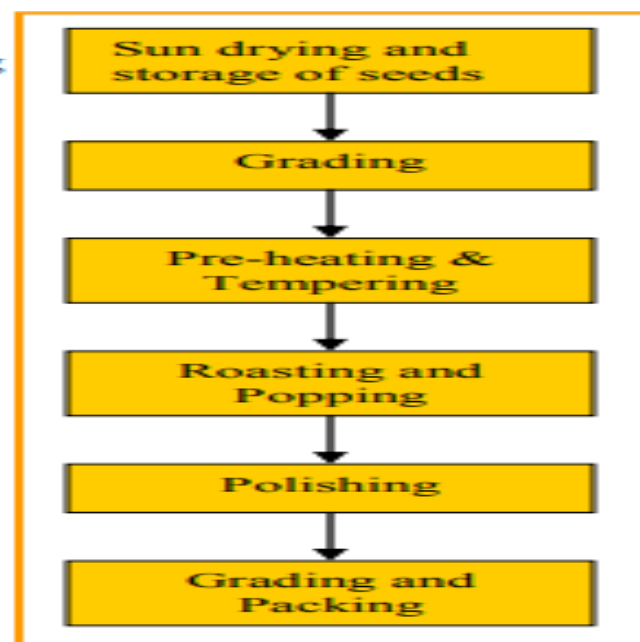 Sun drying and
storage of seeds
Grading
Pre-heating &
Tempering
Roasting and
Popping
Polishing
Grading and
Packing